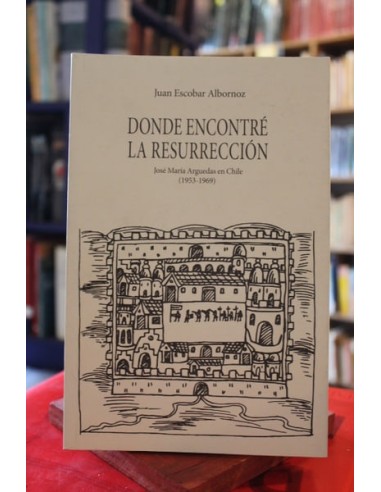 Juan Escobar Albornoz
DONDE ENCONTRÉ
LA RESURRECCIÓN
José María Arguedas en Chile
(1953-1969)